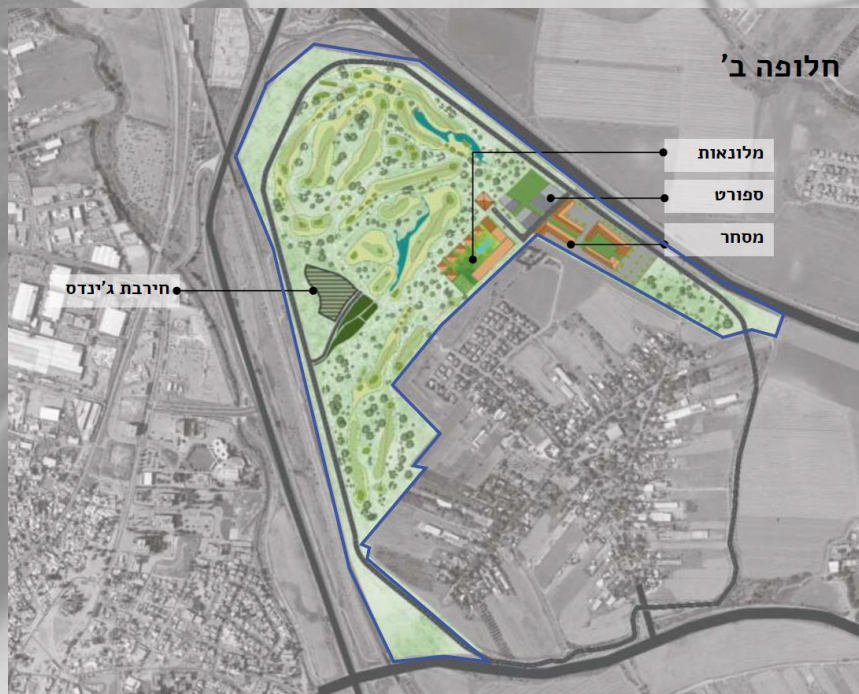 חלופה ב'
מלונאות
ספורט
מסחר
חירבת ג'ינדס